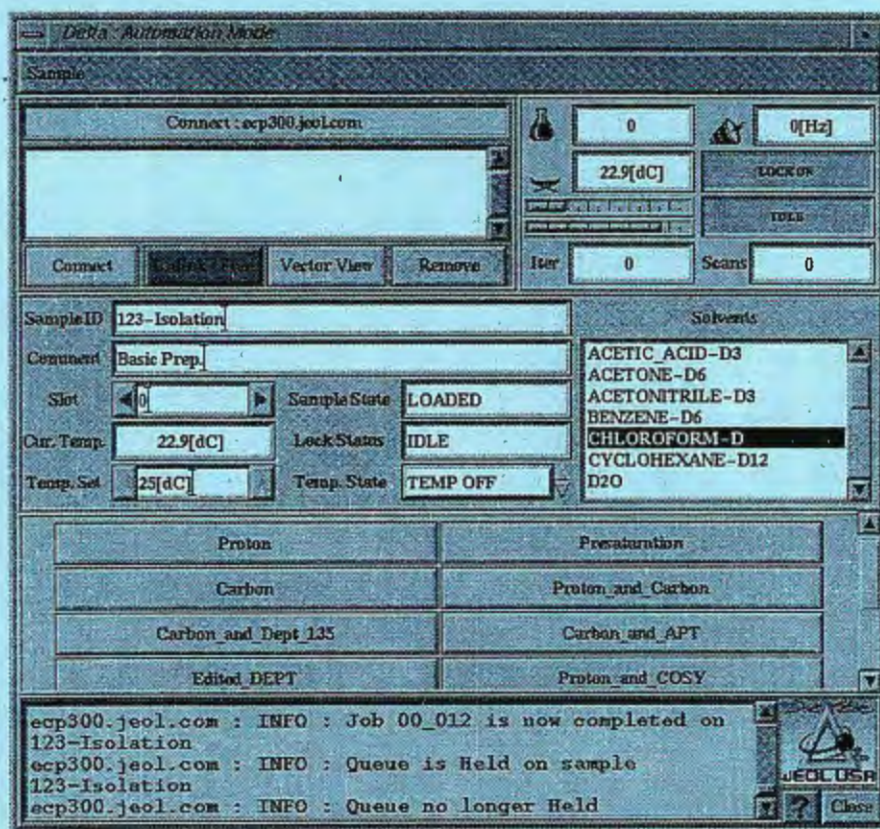 Delta : Automation Mode
Sample
Connect : ecp300.jeol.com
0
0[Hz]
22.9[dC]
LOCK ON
IDLE
Connect
Vector View
Remove
Iter
0
Scans
0
Sample ID
123-Isolation
Solvents
Comment
Basic Prep.
ACETIC_ACID-D3
ACETONE-D6
Slot
0
Sample State
LOADED
ACETONITRILE-D3
BENZENE-D6
Cur. Temp.
22.9[dC]
Lock Status
IDLE
CHLOROFORM-D
CYCLOHEXANE-D12
Temp. Set
25[dC]
Temp. State
TEMP OFF
D2O
Proton
Presaturation
Carbon
Proton_and_Carbon
Carbon_and_Dept_135
Carbon_and_APT
Edited_DEPT
Proton_and_COSY
ecp300.jeol.com : INFO : Job 00_012 is now completed on
123-Isolation
ecp300.jeol.com : INFO : Queue is Held on sample
123-Isolation
ecp300.jeol.com : INFO : Queue no longer Held
JEOL USA
?
Close